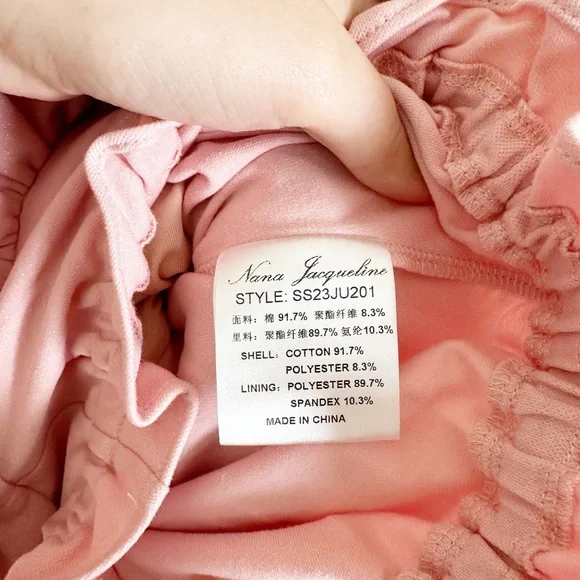 Nana Jacqueline
STYLE: SS23JU201
面料: 棉 91.7% 聚酯纤维 8.3%
里料: 聚酯纤维89.7% 氨纶10.3%
SHELL: COTTON 91.7%
POLYESTER 8.3%
LINING: POLYESTER 89.7%
SPANDEX 10.3%
MADE IN CHINA